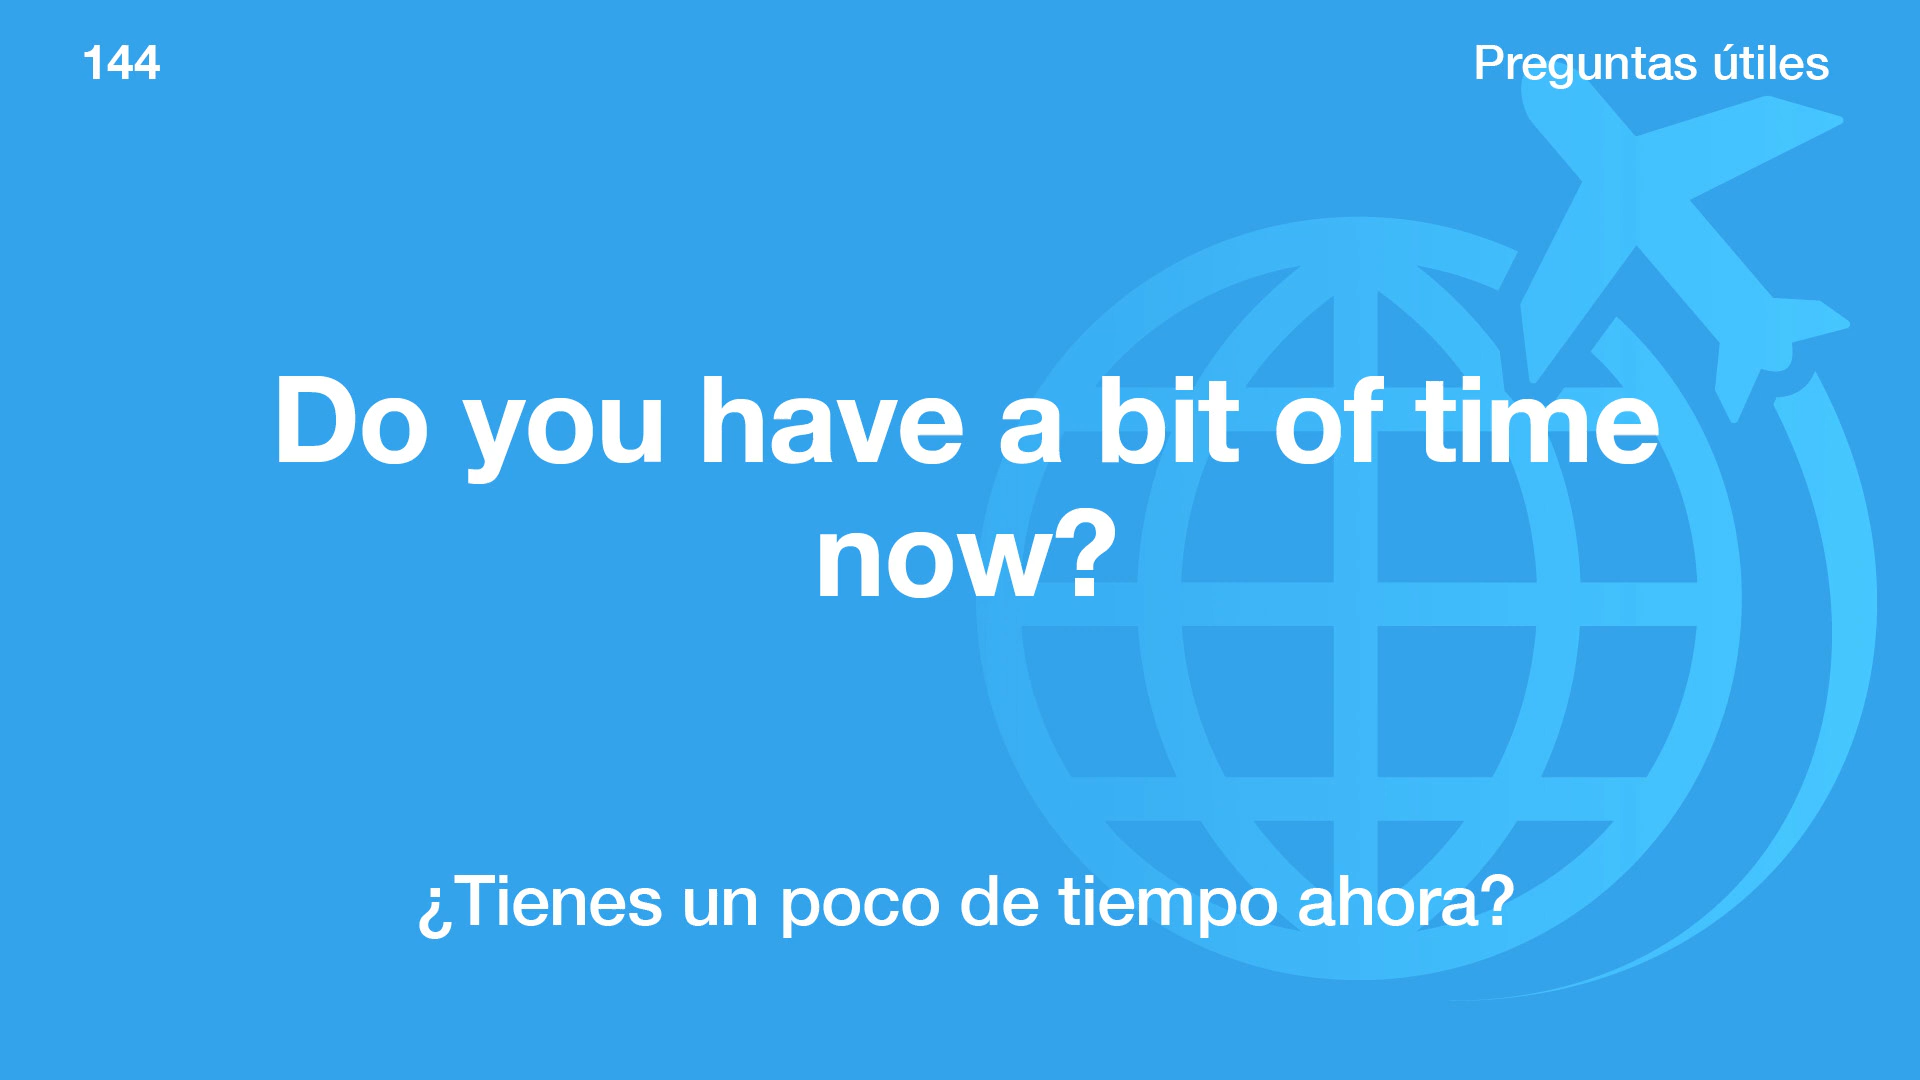 144
Preguntas útiles
Do you have a bit of time
now?
¿Tienes un poco de tiempo ahora?